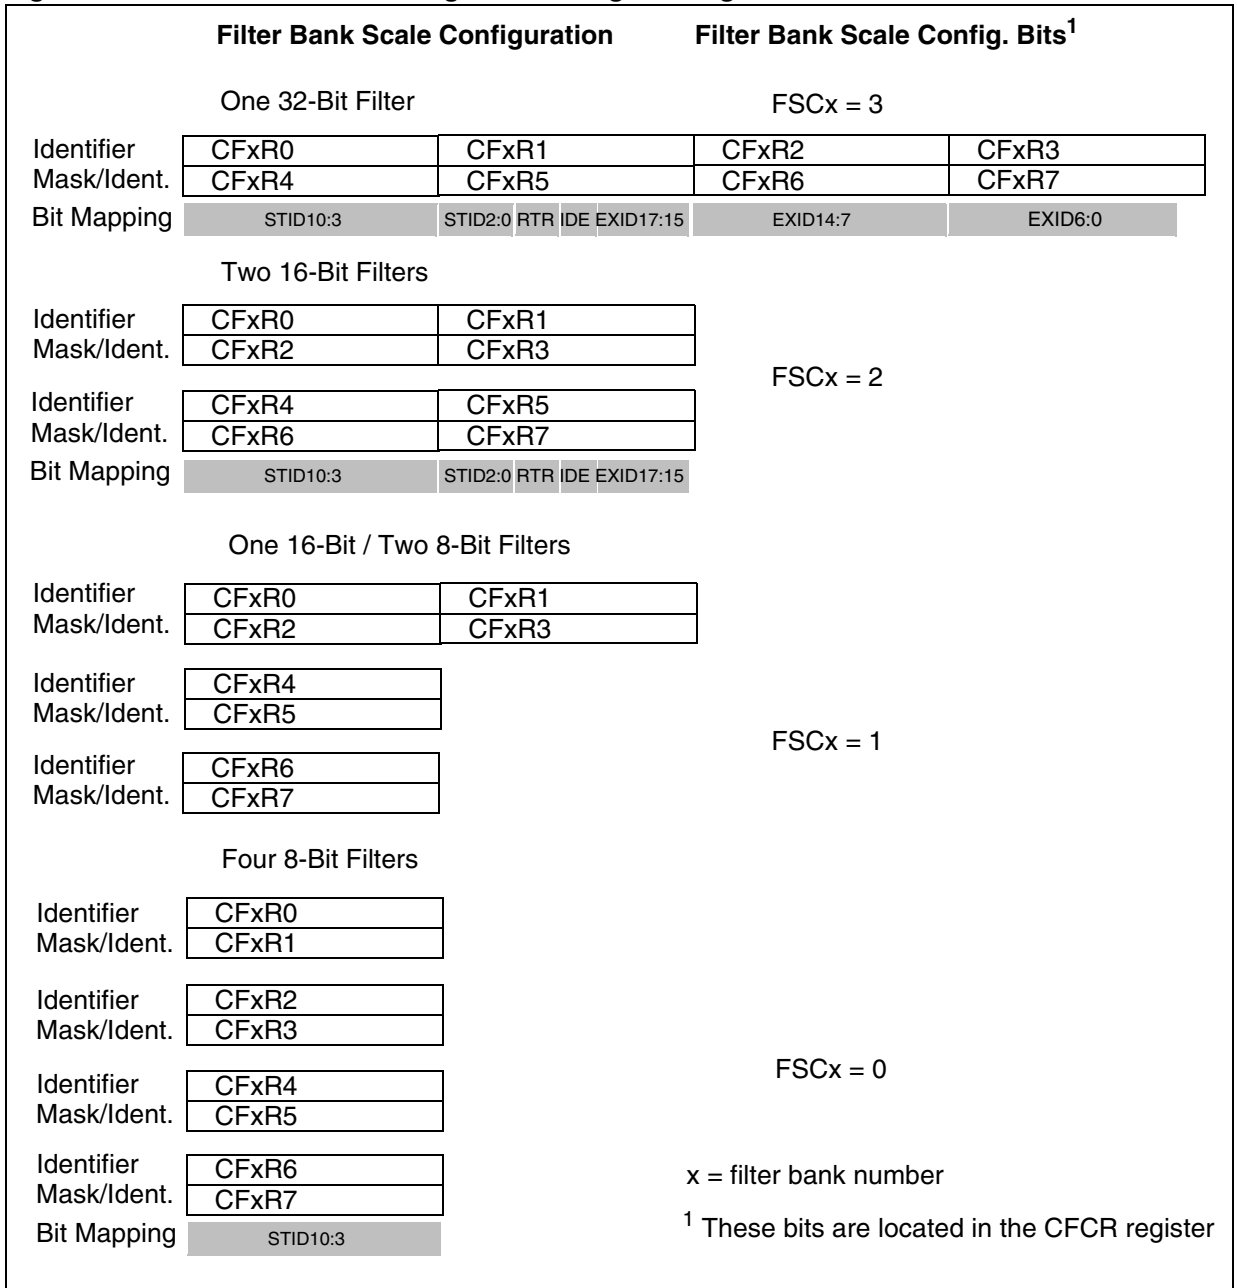 Filter Bank Scale Configuration Filter Bank Scale Config. Bits1
One 32-Bit Filter FSCx = 3
Identifier CFxR0 CFxR1 CFxR2 CFxR3
Mask/Ident. CFxR4 CFxR5 CFxR6 CFxR7
Bit Mapping STID10:3 STID2:0 RTR IDE EXID17:15 EXID14:7 EXID6:0
Two 16-Bit Filters
Identifier CFxR0 CFxR1
Mask/Ident. CFxR2 CFxR3
FSCx = 2
Identifier CFxR4 CFxR5
Mask/Ident. CFxR6 CFxR7
Bit Mapping STID10:3 STID2:0 RTR IDE EXID17:15
One 16-Bit / Two 8-Bit Filters
Identifier CFxR0 CFxR1
Mask/Ident. CFxR2 CFxR3
Identifier CFxR4
Mask/Ident. CFxR5
FSCx = 1
Identifier CFxR6
Mask/Ident. CFxR7
Four 8-Bit Filters
Identifier CFxR0
Mask/Ident. CFxR1
Identifier CFxR2
Mask/Ident. CFxR3
FSCx = 0
Identifier CFxR4
Mask/Ident. CFxR5
Identifier CFxR6
Mask/Ident. CFxR7
x = filter bank number
Bit Mapping STID10:3
1 These bits are located in the CFCR register